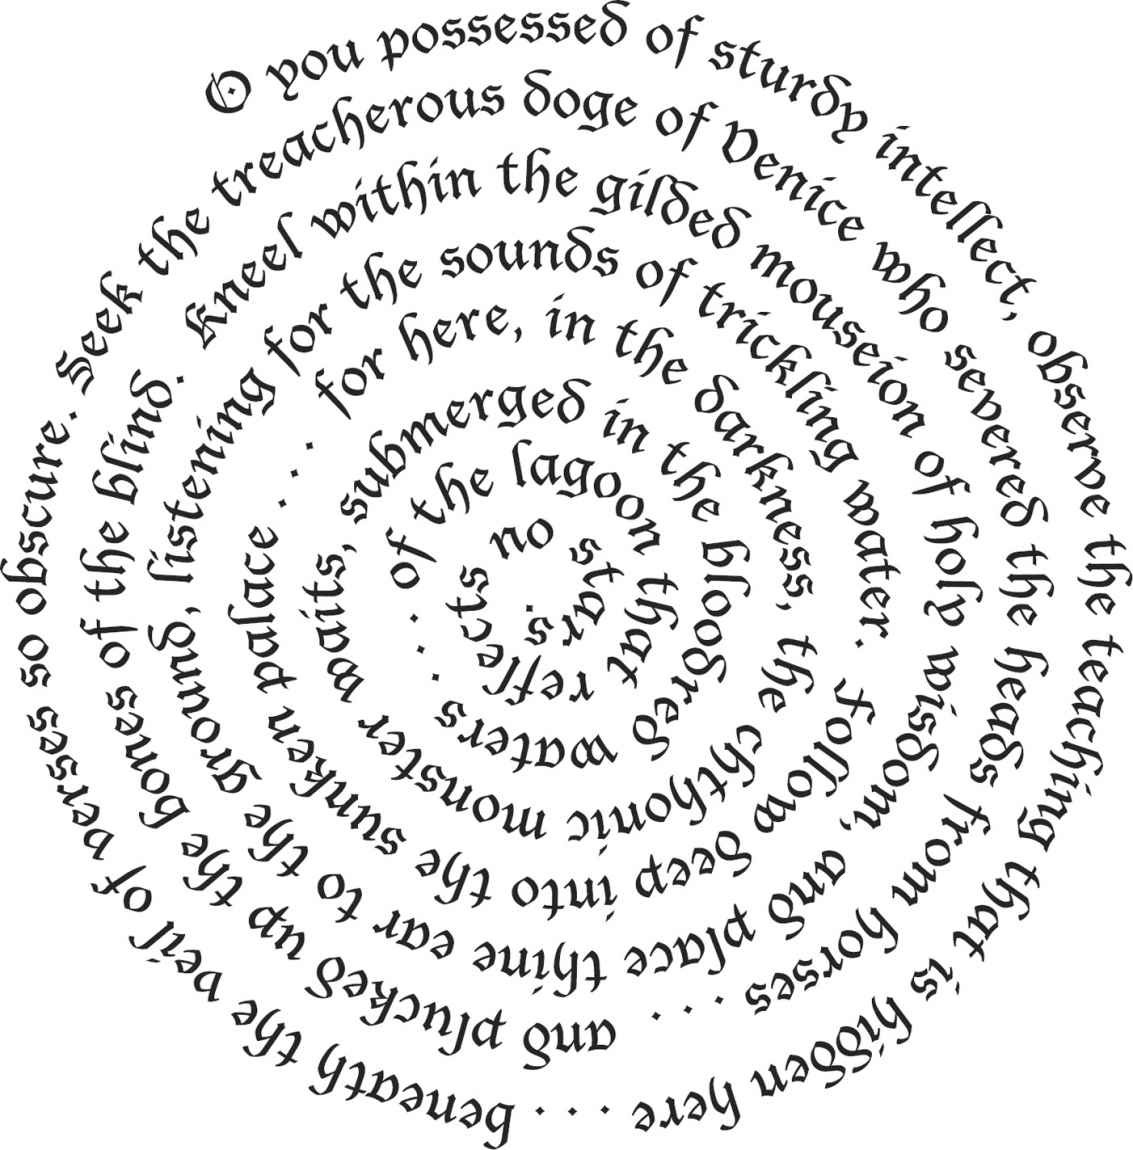 O you possessed of sturdy intellect, observe the teaching that is hidden here . . . beneath the veil of verses so obscure. Seek the treacherous doge of Venice who severed the heads from horses . . . and plucked up the bones of the blind. Kneel within the gilded mouseion of holy wisdom, and place thine ear to the ground, listening for the sounds of trickling water. Follow deep into the sunken palace . . . for here, in the darkness, the chthonic monster waits, submerged in the bloodred waters . . . of the lagoon that reflects no stars.